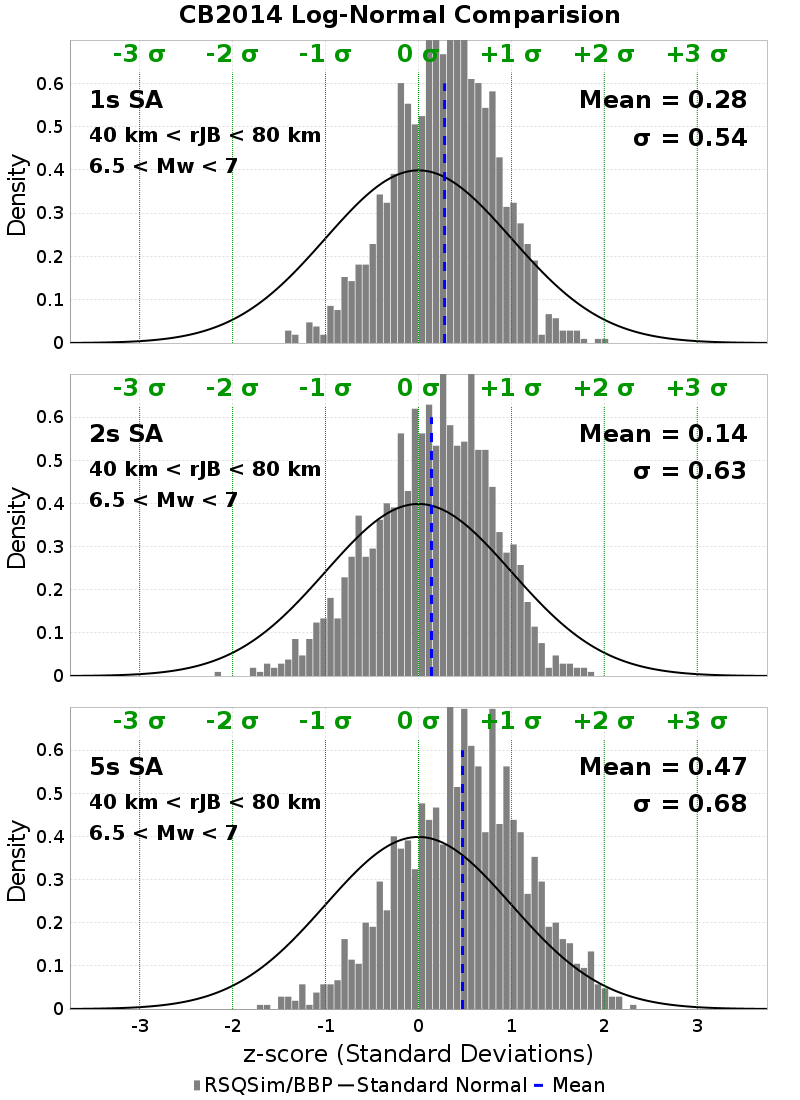 CB2014 Log-Normal Comparision
-3 σ -2 σ -1 σ 0 σ +1 σ +2 σ +3 σ
1s SA
40 km < rJB < 80 km
6.5 < Mw < 7
Mean = 0.28
σ = 0.54
Density
0.6
0.5
0.4
0.3
0.2
0.1
0
-3 σ -2 σ -1 σ 0 σ +1 σ +2 σ +3 σ
2s SA
40 km < rJB < 80 km
6.5 < Mw < 7
Mean = 0.14
σ = 0.63
Density
0.6
0.5
0.4
0.3
0.2
0.1
0
-3 σ -2 σ -1 σ 0 σ +1 σ +2 σ +3 σ
5s SA
40 km < rJB < 80 km
6.5 < Mw < 7
Mean = 0.47
σ = 0.68
Density
0.6
0.5
0.4
0.3
0.2
0.1
0
-3 -2 -1 0 1 2 3
z-score (Standard Deviations)
RSQSim/BBP Standard Normal Mean